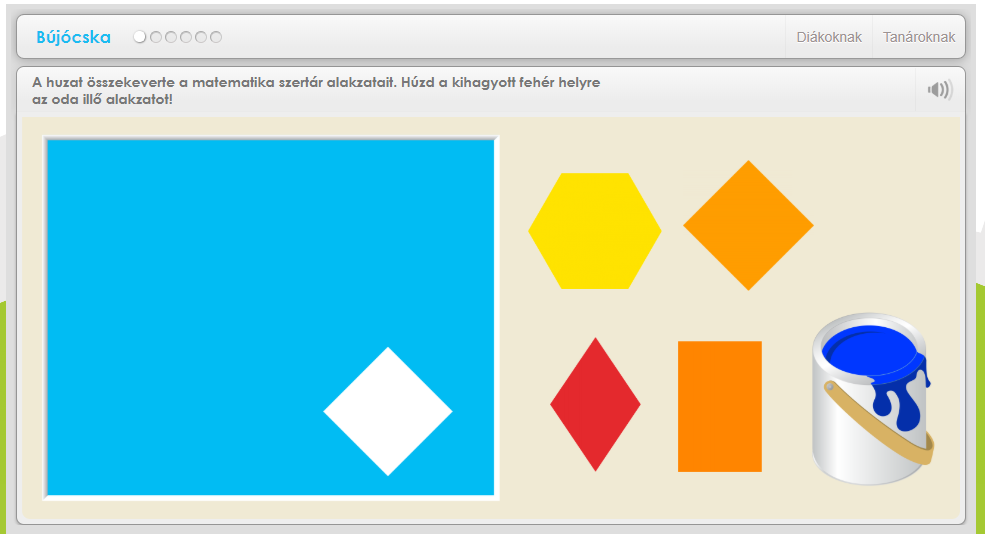 Bújócska
Diákoknak
Tanároknak
A huzat összekeverte a matematika szertár alakzatait. Húzd a kihagyott fehér helyre
az oda illő alakzatot!